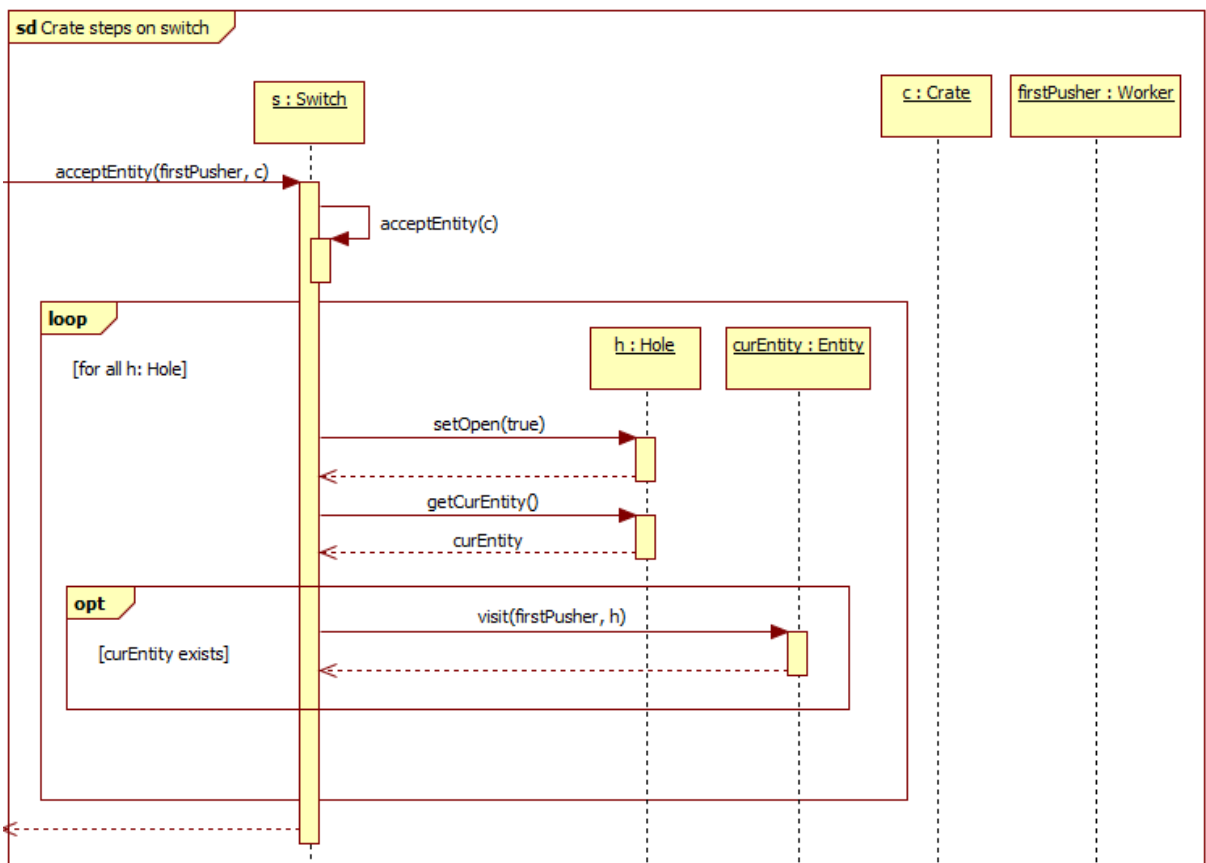 sd Crate steps on switch
s : Switch
c : Crate
firstPusher : Worker
acceptEntity(firstPusher, c)
acceptEntity(c)
loop
[for all h: Hole]
h : Hole
curEntity : Entity
setOpen(true)
getCurEntity()
curEntity
opt
[curEntity exists]
visit(firstPusher, h)